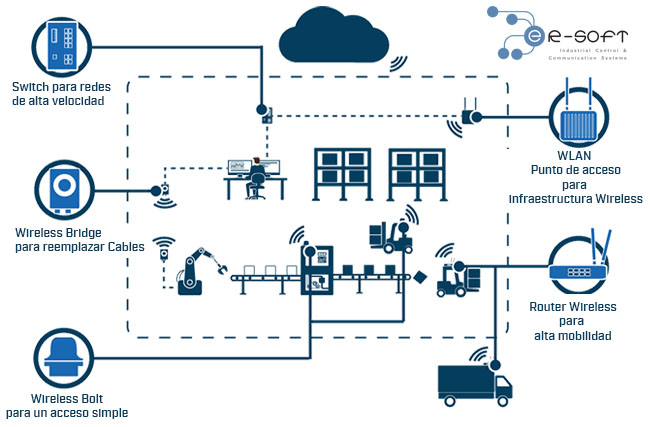 e R-SOFT
Industrial Control &
Communication Systems
Switch para redes
de alta velocidad
WLAN
Punto de acceso
para
Infraestructura Wireless
Wireless Bridge
para reemplazar Cables
Router Wireless
para
alta mobilidad
Wireless Bolt
para un acceso simple